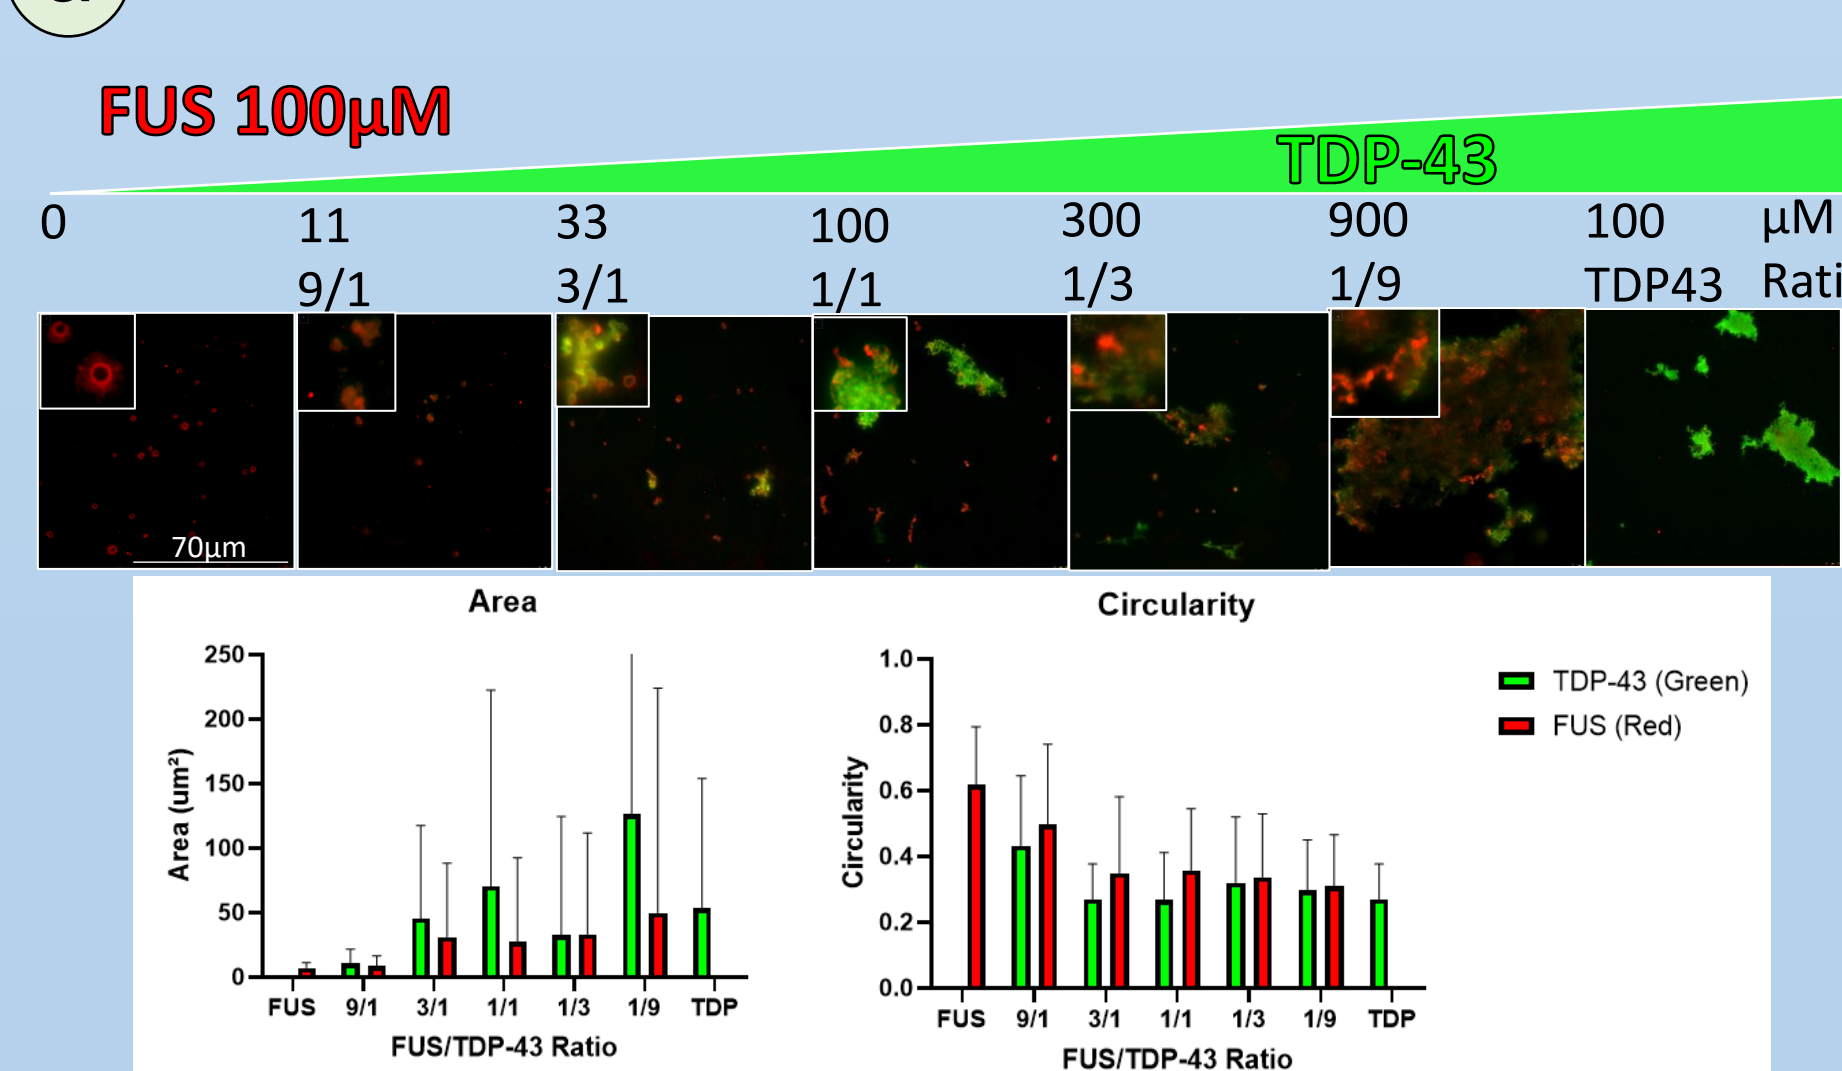 FUS 100µM
TDP-43
0 11 33 100 300 900 100 µM
9/1 3/1 1/1 1/3 1/9 TDP43
70µm
Area
250
200
150
100
50
0
Area (um²)
FUS 9/1 3/1 1/1 1/3 1/9 TDP
FUS/TDP-43 Ratio
Circularity
1.0
0.8
0.6
0.4
0.2
0.0
Circularity
FUS 9/1 3/1 1/1 1/3 1/9 TDP
FUS/TDP-43 Ratio
TDP-43 (Green)
FUS (Red)